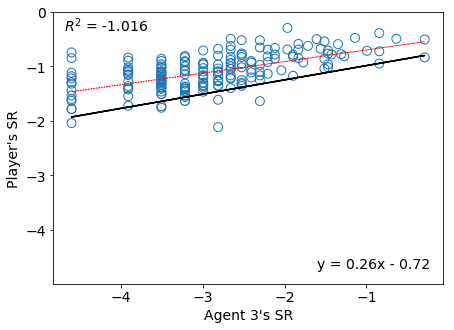 0
R² = -1.016
−1
−2
−3
−4
Player's SR
y = 0.26x - 0.72
−4
−3
−2
−1
Agent 3's SR